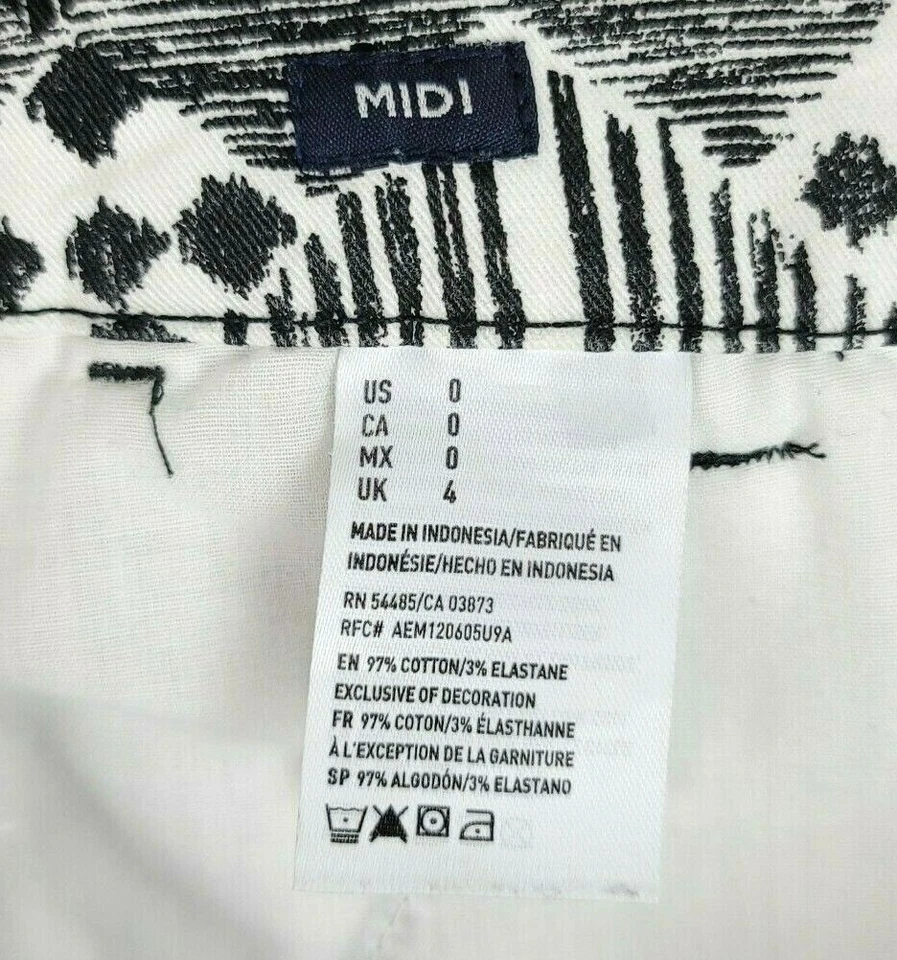 MIDI
US 0
CA 0
MX 0
UK 4
MADE IN INDONESIA/FABRIQUÉ EN
INDONÉSIE/HECHO EN INDONESIA
RN 54485/CA 03873
RFC# AEM120605U9A
EN 97% COTTON/3% ELASTANE
EXCLUSIVE OF DECORATION
FR 97% COTON/3% ÉLASTHANNE
À L'EXCEPTION DE LA GARNITURE
SP 97% ALGODÓN/3% ELASTANO